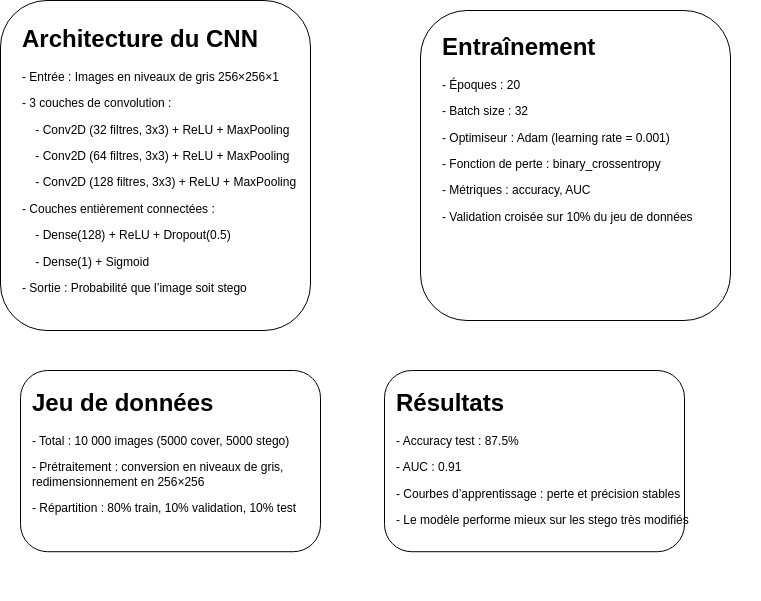 Architecture du CNN
- Entrée : Images en niveaux de gris 256×256×1
- 3 couches de convolution :
- Conv2D (32 filtres, 3x3) + ReLU + MaxPooling
- Conv2D (64 filtres, 3x3) + ReLU + MaxPooling
- Conv2D (128 filtres, 3x3) + ReLU + MaxPooling
- Couches entièrement connectées :
- Dense(128) + ReLU + Dropout(0.5)
- Dense(1) + Sigmoid
- Sortie : Probabilité que l’image soit stego
Entraînement
- Époques : 20
- Batch size : 32
- Optimiseur : Adam (learning rate = 0.001)
- Fonction de perte : binary_crossentropy
- Métriques : accuracy, AUC
- Validation croisée sur 10% du jeu de données
Jeu de données
- Total : 10 000 images (5000 cover, 5000 stego)
- Prétraitement : conversion en niveaux de gris,
redimensionnement en 256×256
- Répartition : 80% train, 10% validation, 10% test
Résultats
- Accuracy test : 87.5%
- AUC : 0.91
- Courbes d’apprentissage : perte et précision stables
- Le modèle performe mieux sur les stego très modifiés